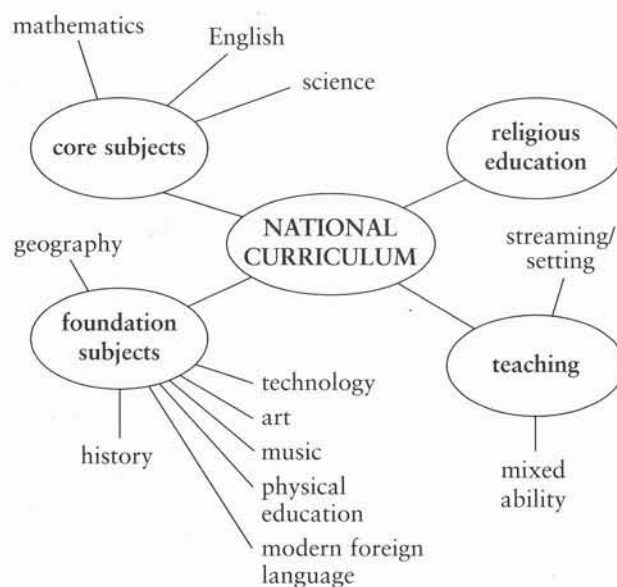 mathematics
English
science
core subjects
religious
education
NATIONAL
CURRICULUM
geography
streaming/
setting
foundation
subjects
teaching
technology
art
history
music
mixed
ability
physical
education
modern foreign
language